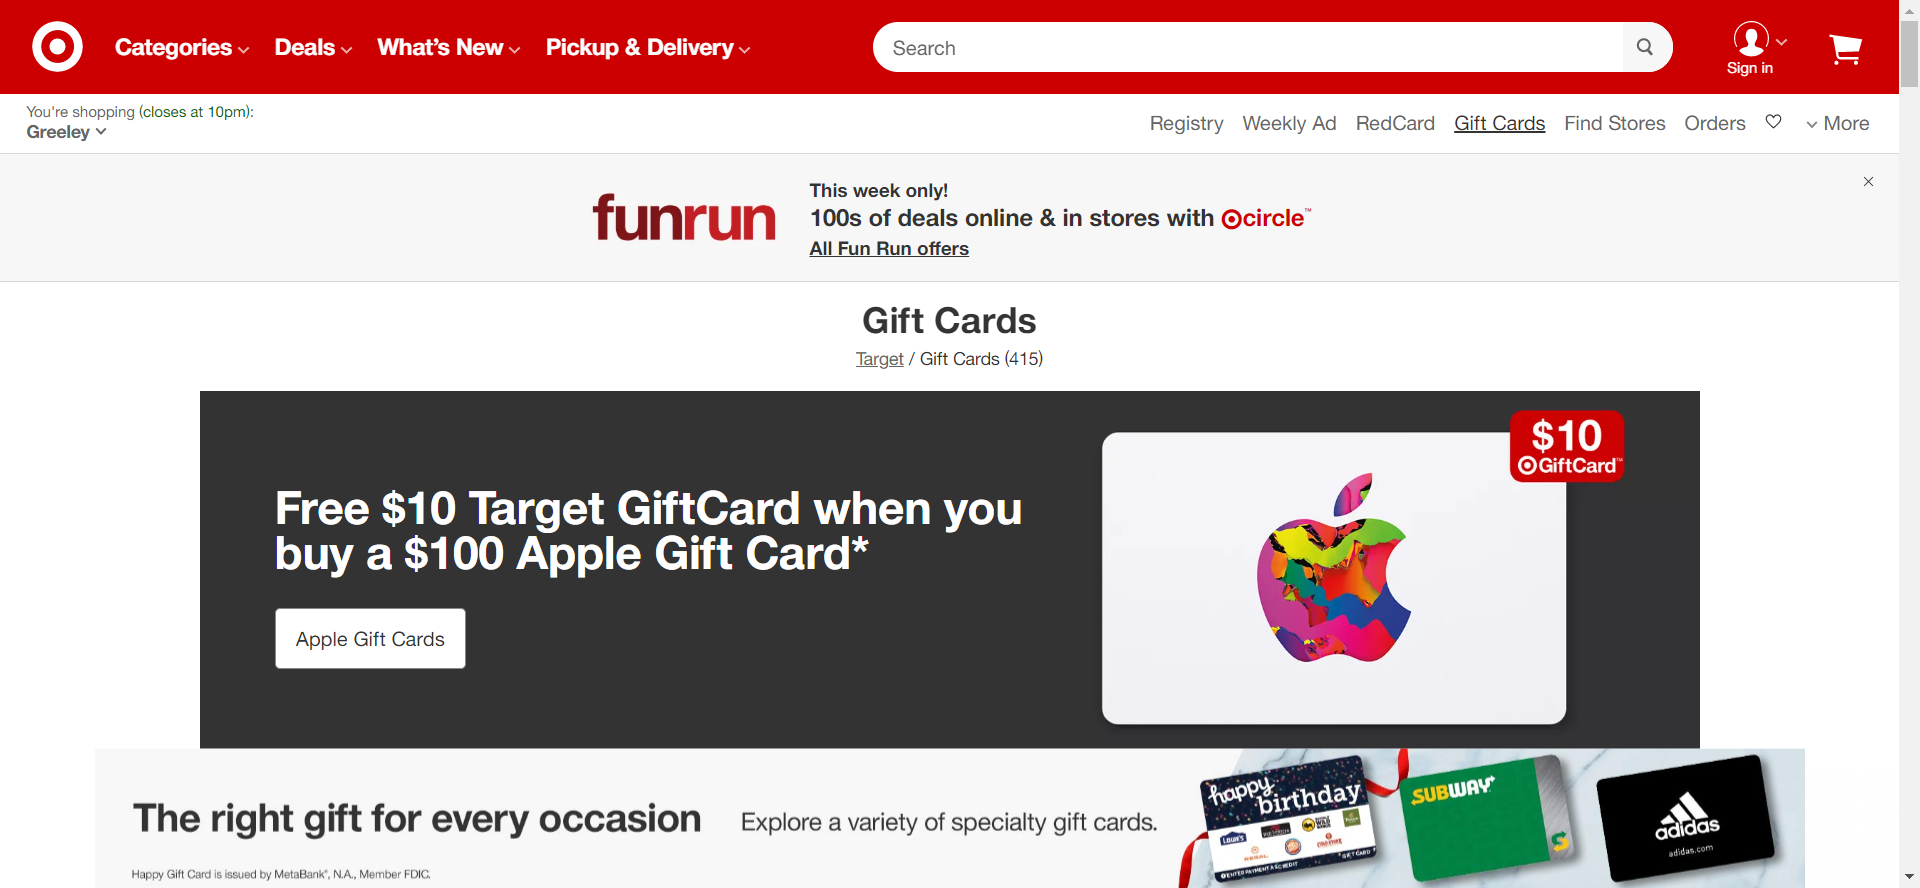 Categories
Deals
What's New
Pickup & Delivery
Search
Sign in
You're shopping (closes at 10pm):
Greeley
Registry
Weekly Ad
RedCard
Gift Cards
Find Stores
Orders
More
funrun
This week only!
100s of deals online & in stores with circle™
All Fun Run offers
Gift Cards
Target / Gift Cards (415)
Free $10 Target GiftCard when you
buy a $100 Apple Gift Card*
Apple Gift Cards
$10
GiftCard™
The right gift for every occasion
Explore a variety of specialty gift cards.
Happy Gift Card is issued by MetaBank®, N.A., Member FDIC.
happy
birthday
LOWE'S
GIFT CARD
SUBWAY
adidas
adidas.com